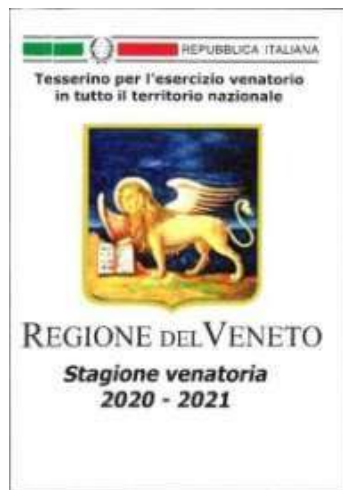 REPUBBLICA ITALIANA
Tesserino per l'esercizio venatorio
in tutto il territorio nazionale
REGIONE DEL VENETO
Stagione venatoria
2020 - 2021